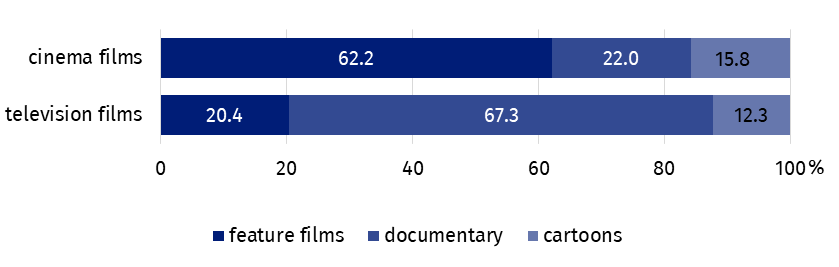 cinema films 62.2 22.0 15.8
television films 20.4 67.3 12.3
0 20 40 60 80 100 %
feature films documentary cartoons